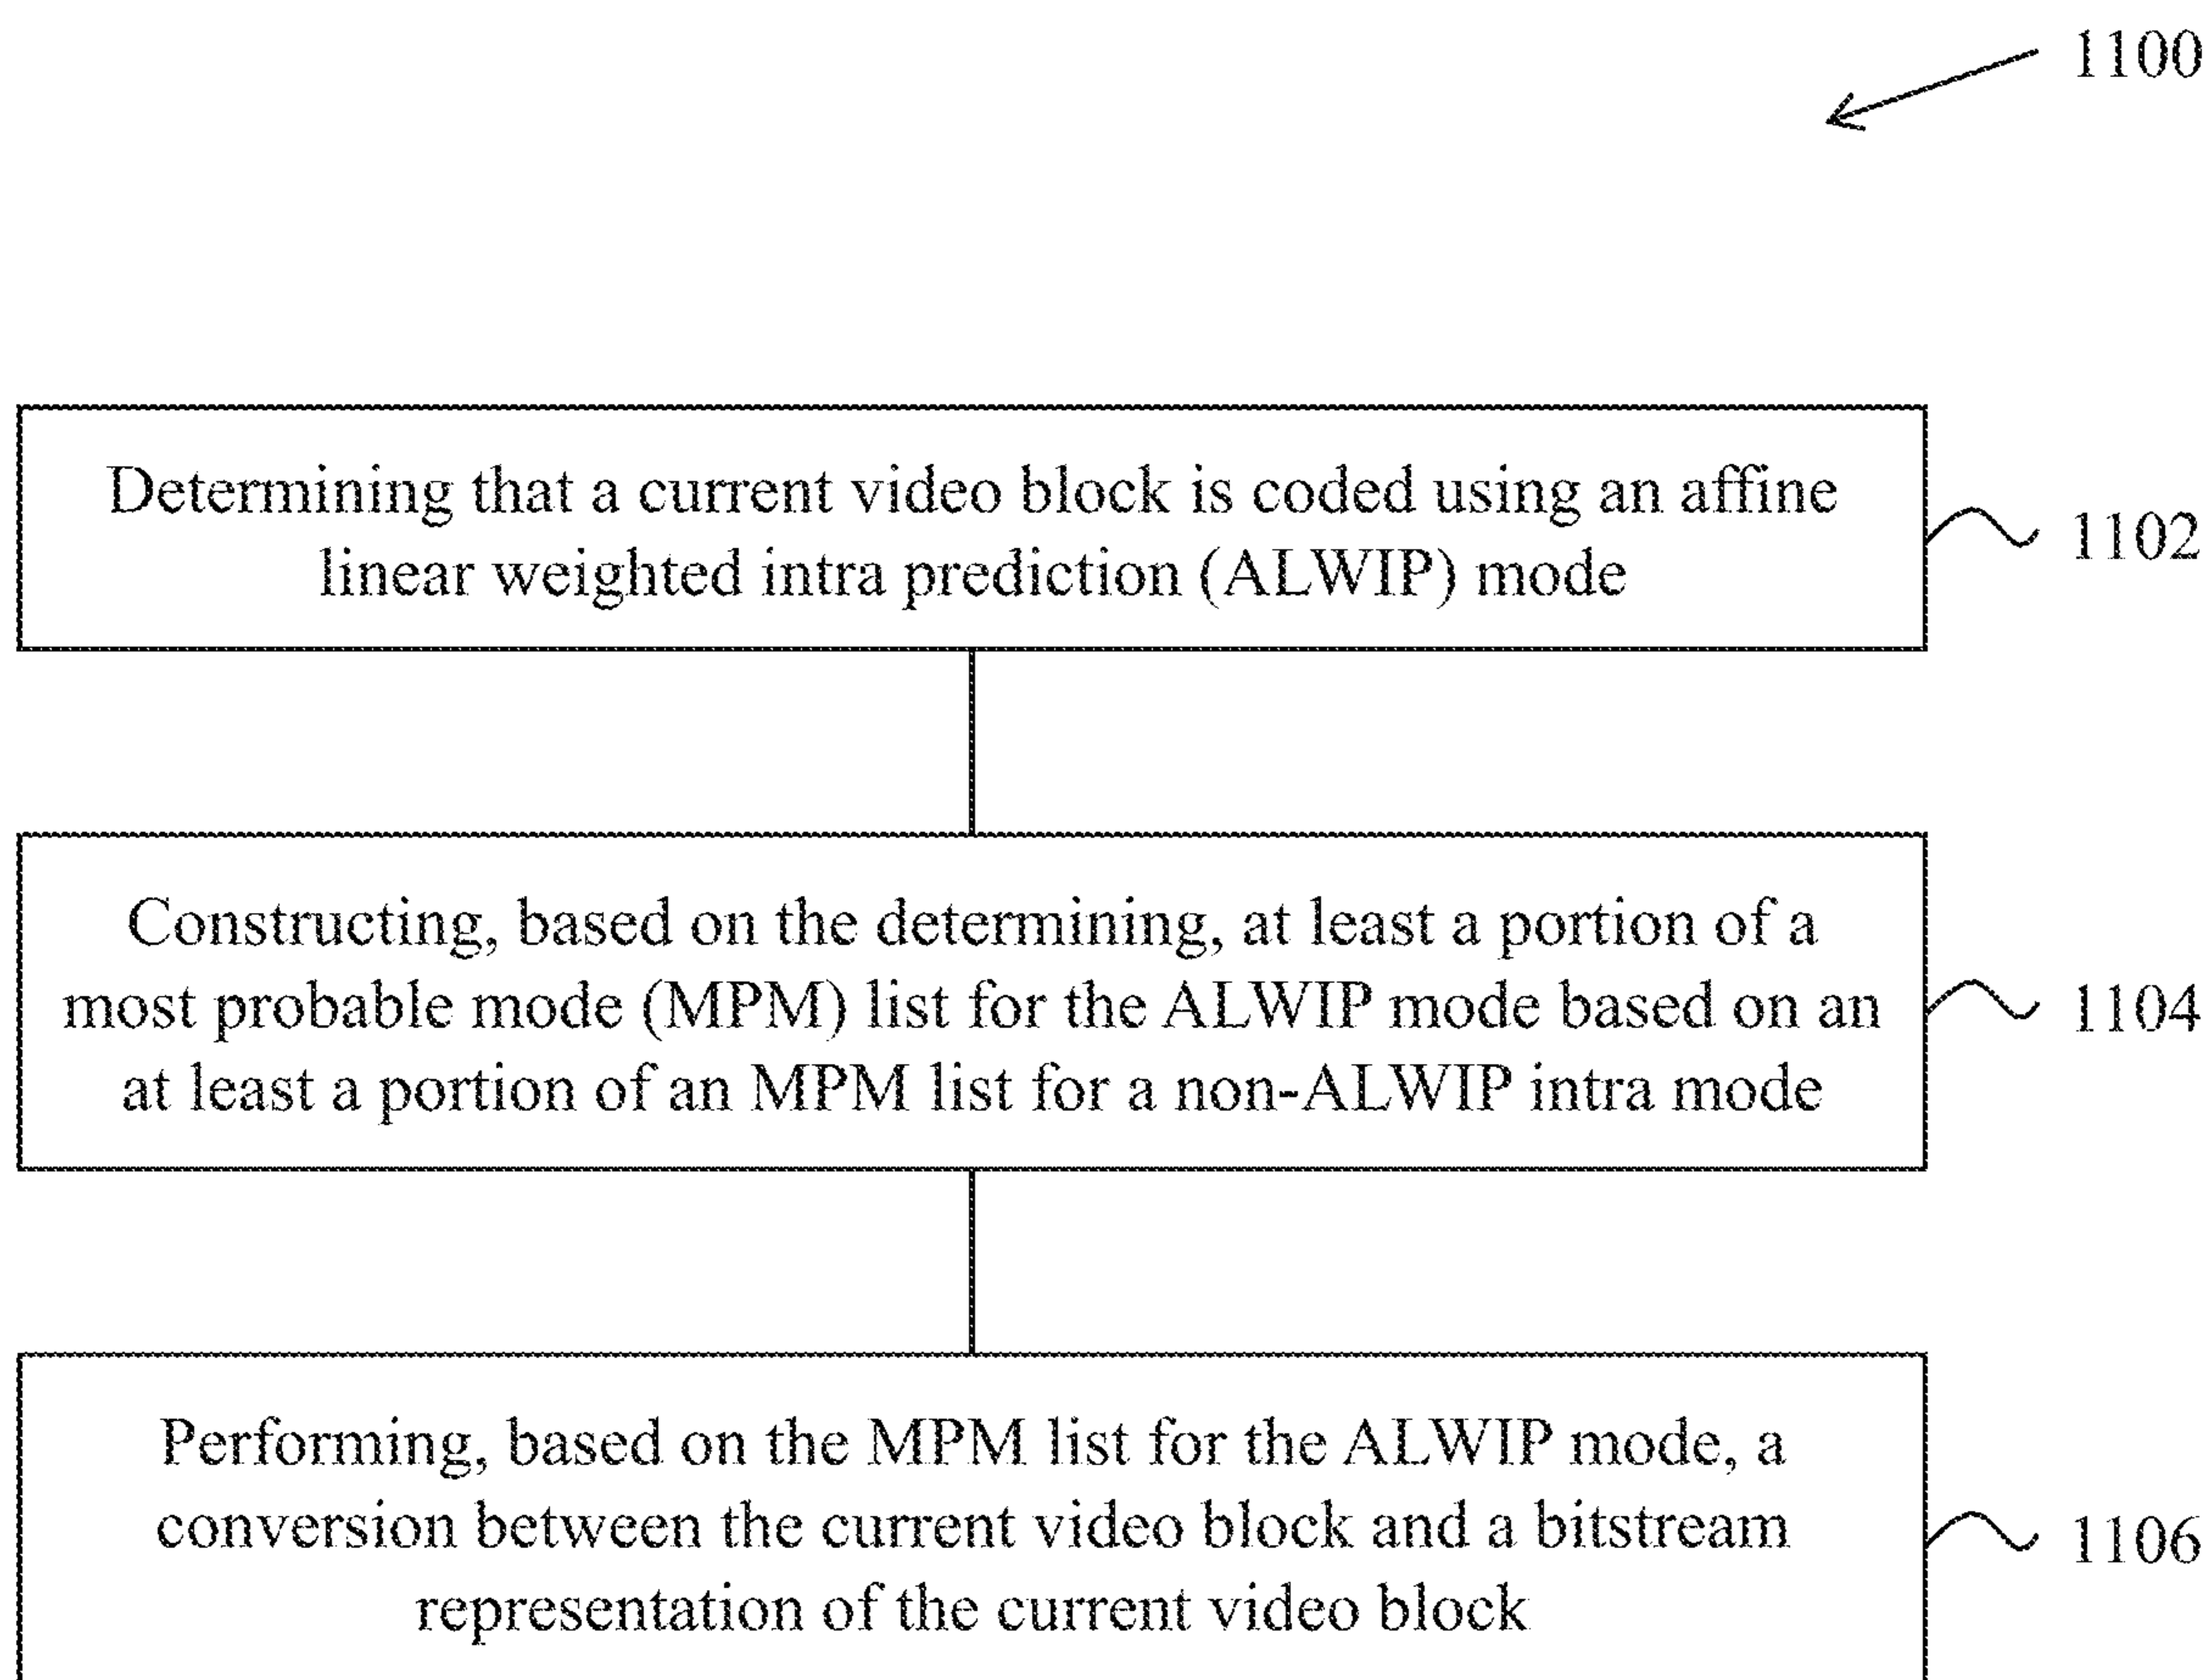 1100
Determining that a current video block is coded using an affine
linear weighted intra prediction (ALWIP) mode
1102
Constructing, based on the determining, at least a portion of a
most probable mode (MPM) list for the ALWIP mode based on an
at least a portion of an MPM list for a non-ALWIP intra mode
1104
Performing, based on the MPM list for the ALWIP mode, a
conversion between the current video block and a bitstream
representation of the current video block
1106